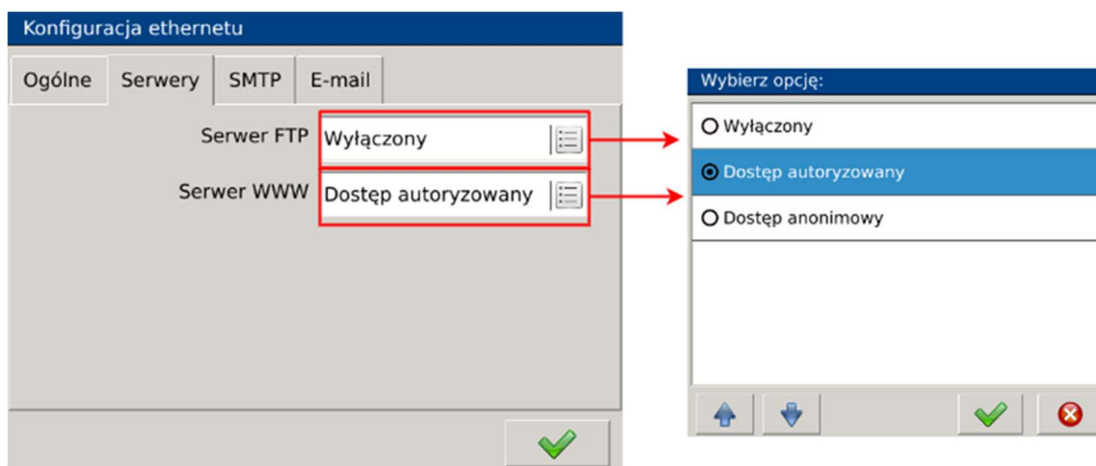 Konfiguracja ethernetu
Ogólne Serwery SMTP E-mail
Serwer FTP Wyłączony
Serwer WWW Dostęp autoryzowany
Wybierz opcję:
Wyłączony
Dostęp autoryzowany
Dostęp anonimowy